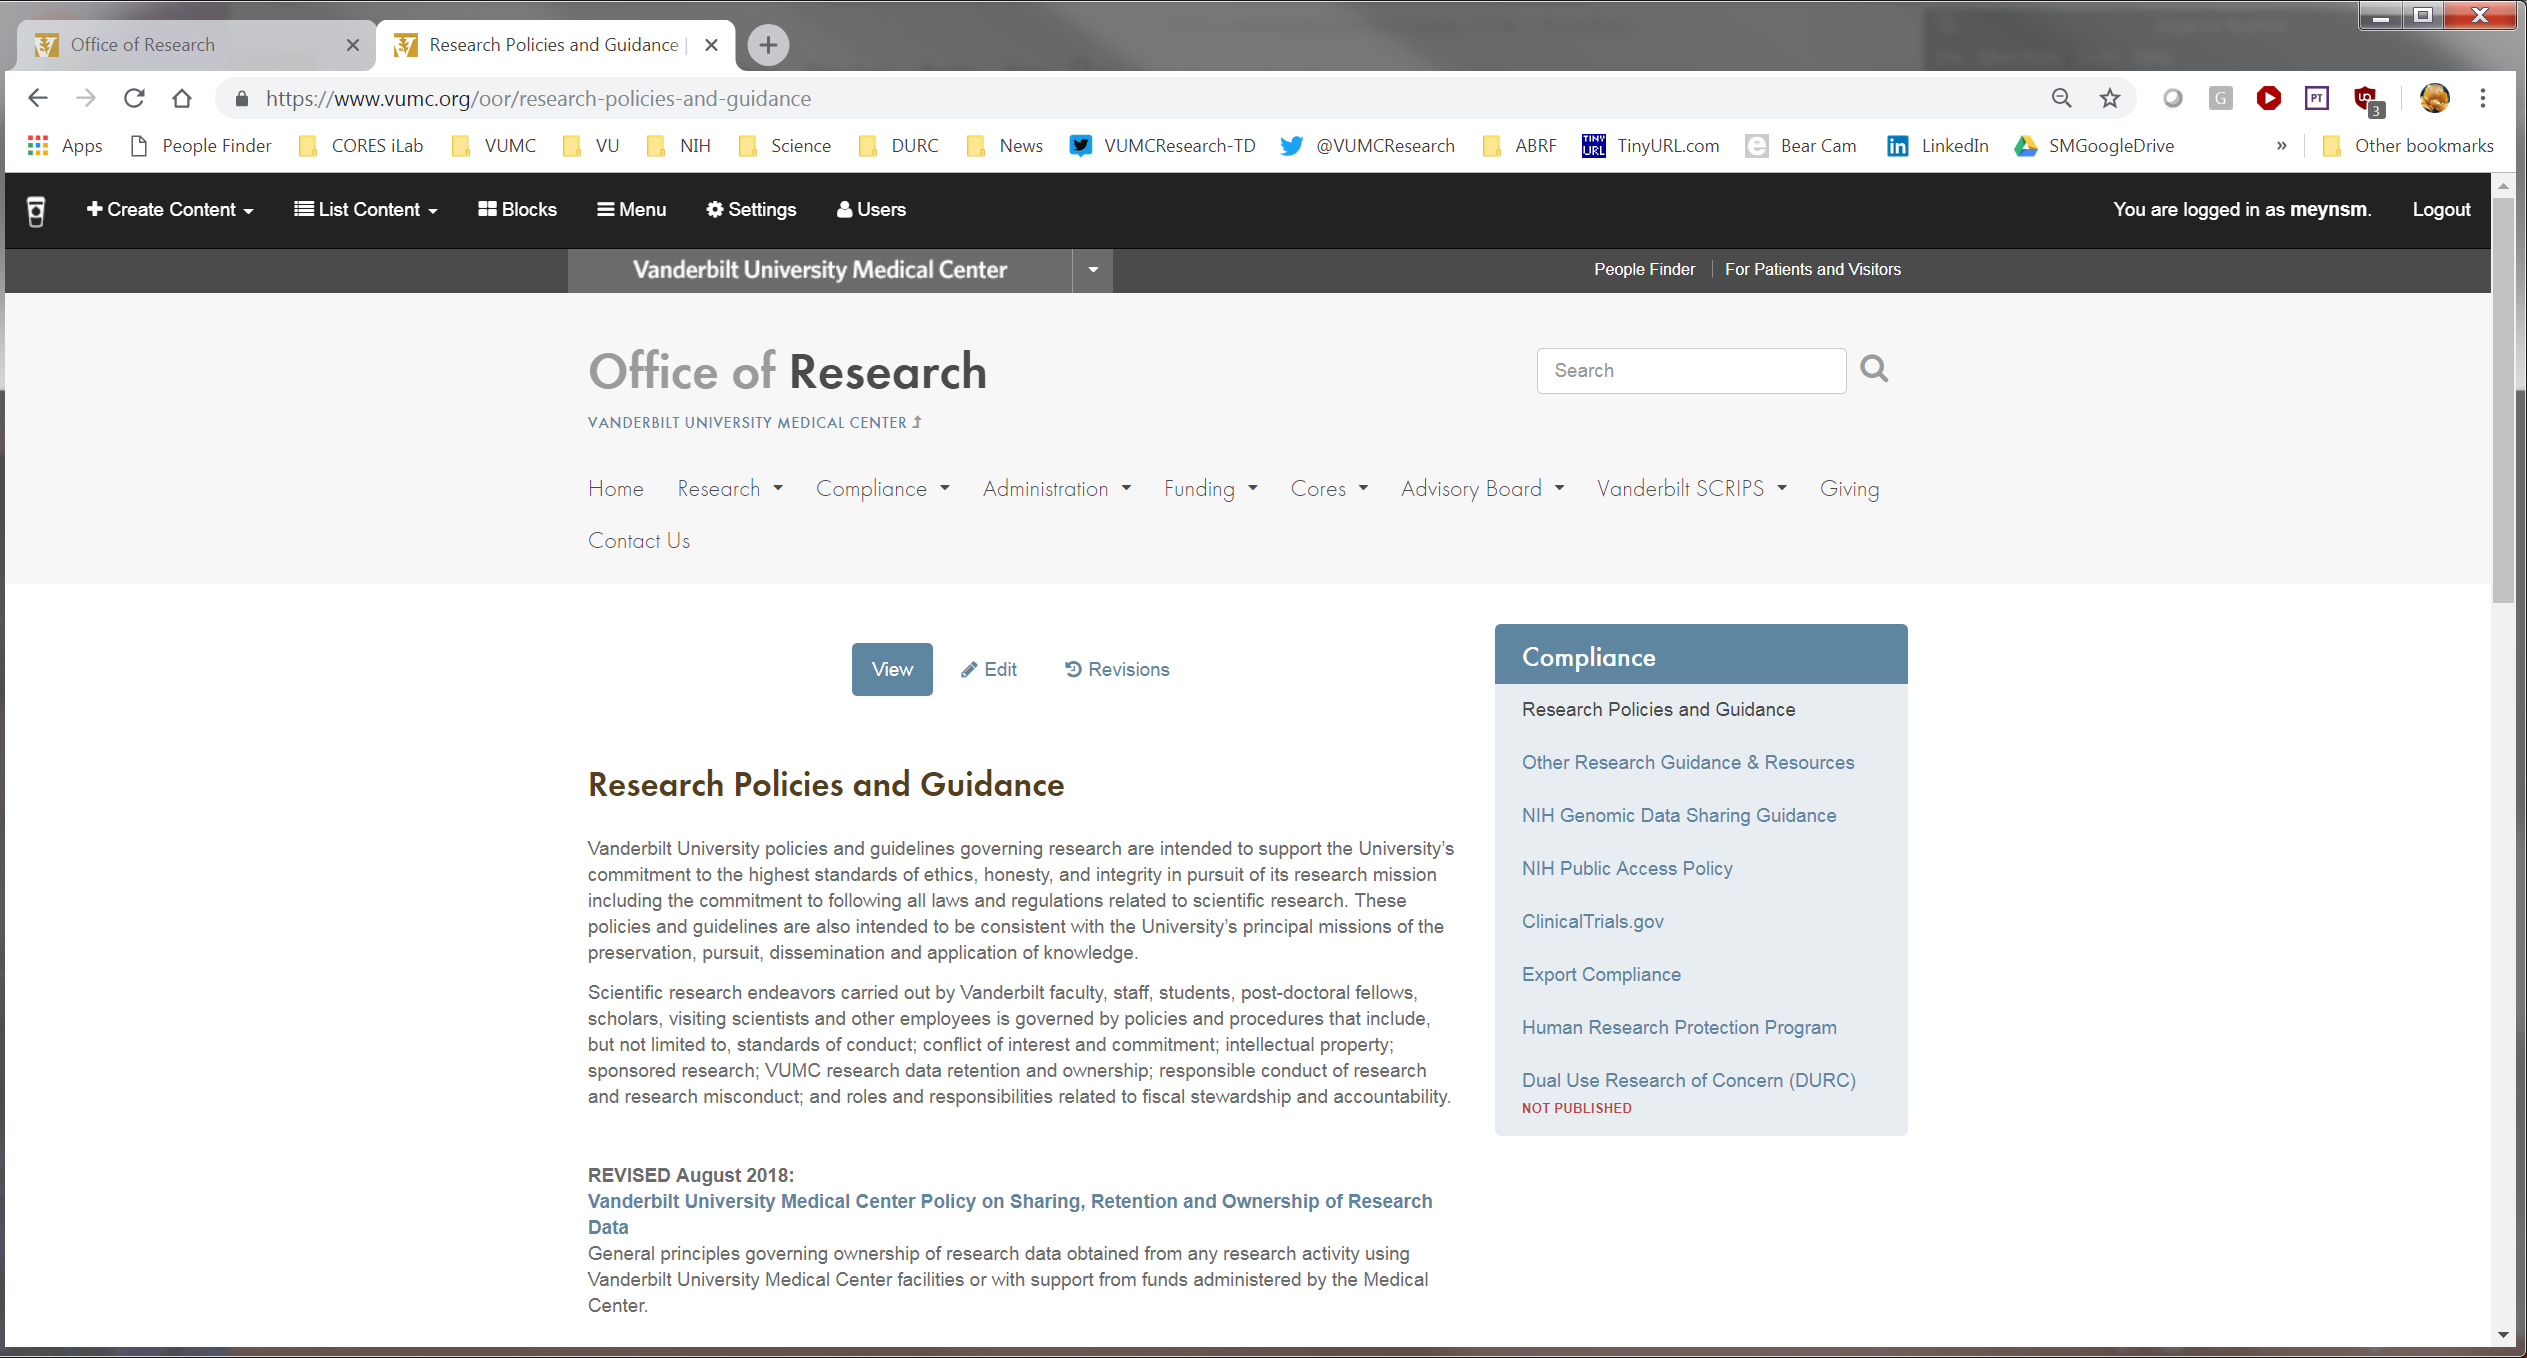 Office of Research
Research Policies and Guidance |
https://www.vumc.org/oor/research-policies-and-guidance
G
PT
3
Apps People Finder CORES iLab VUMC VU NIH Science DURC News VUMCResearch-TD @VUMCResearch ABRF TINY URL TinyURL.com e Bear Cam in LinkedIn SMGoogleDrive » Other bookmarks
Create Content List Content Blocks Menu Settings Users You are logged in as meynsm. Logout
Vanderbilt University Medical Center People Finder For Patients and Visitors
Office of Research
Search
VANDERBILT UNIVERSITY MEDICAL CENTER
Home Research Compliance Administration Funding Cores Advisory Board Vanderbilt SCRIPS Giving
Contact Us
View Edit Revisions
Research Policies and Guidance
Vanderbilt University policies and guidelines governing research are intended to support the University's
commitment to the highest standards of ethics, honesty, and integrity in pursuit of its research mission
including the commitment to following all laws and regulations related to scientific research. These
policies and guidelines are also intended to be consistent with the University's principal missions of the
preservation, pursuit, dissemination and application of knowledge.
Scientific research endeavors carried out by Vanderbilt faculty, staff, students, post-doctoral fellows,
scholars, visiting scientists and other employees is governed by policies and procedures that include,
but not limited to, standards of conduct; conflict of interest and commitment; intellectual property;
sponsored research; VUMC research data retention and ownership; responsible conduct of research
and research misconduct; and roles and responsibilities related to fiscal stewardship and accountability.
REVISED August 2018:
Vanderbilt University Medical Center Policy on Sharing, Retention and Ownership of Research
Data
General principles governing ownership of research data obtained from any research activity using
Vanderbilt University Medical Center facilities or with support from funds administered by the Medical
Center.
Compliance
Research Policies and Guidance
Other Research Guidance & Resources
NIH Genomic Data Sharing Guidance
NIH Public Access Policy
ClinicalTrials.gov
Export Compliance
Human Research Protection Program
Dual Use Research of Concern (DURC)
NOT PUBLISHED